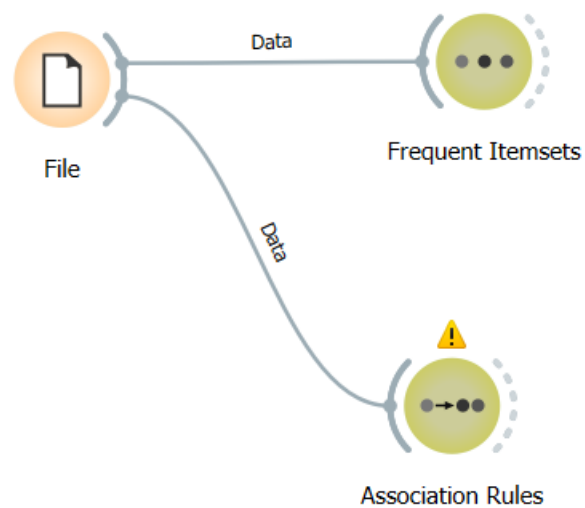 Data
Frequent Itemsets
File
Data
Association Rules